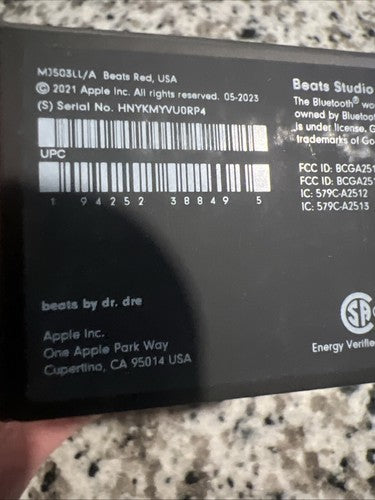 MJ503LL/A Beats Red, USA
© 2021 Apple Inc. All rights reserved. 05-2023
(S) Serial No. HNYKMYVU0RP4
UPC
1 94252 38849 5
beats by dr. dre
Apple Inc.
One Apple Park Way
Cupertino, CA 95014 USA
Beats Studio
The Bluetooth®
owned by Bluetoot
is under license.
trademarks of
FCC ID: BCGA251
FCC ID: BCGA251
IC: 579C-A2512
IC: 579C-A2513
Energy Verifie